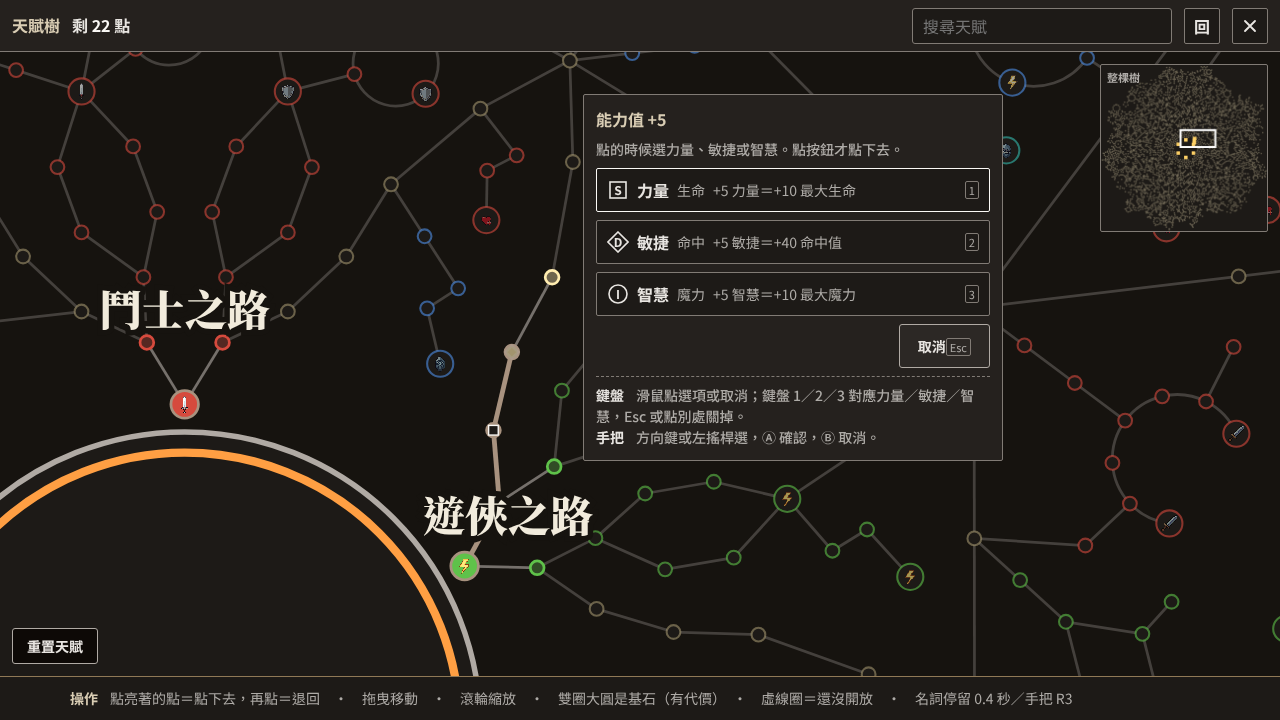 天賦樹 剩 22 點
搜尋天賦
回
整棵樹
能力值 +5
點的時候選力量、敏捷或智慧。點按鈕才點下去。
S 力量 生命 +5 力量＝+10 最大生命 1
D 敏捷 命中 +5 敏捷＝+40 命中值 2
I 智慧 魔力 +5 智慧＝+10 最大魔力 3
取消 Esc
鍵盤 滑鼠點選項或取消；鍵盤 1／2／3 對應力量／敏捷／智
慧，Esc 或點別處關掉。
手把 方向鍵或左搖桿選，Ⓐ 確認，Ⓑ 取消。
鬥士之路
遊俠之路
重置天賦
操作 點亮著的點＝點下去，再點＝退回 • 拖曳移動 • 滾輪縮放 • 雙圈大圓是基石（有代價） • 虛線圈＝還沒開放 • 名詞停留 0.4 秒／手把 R3